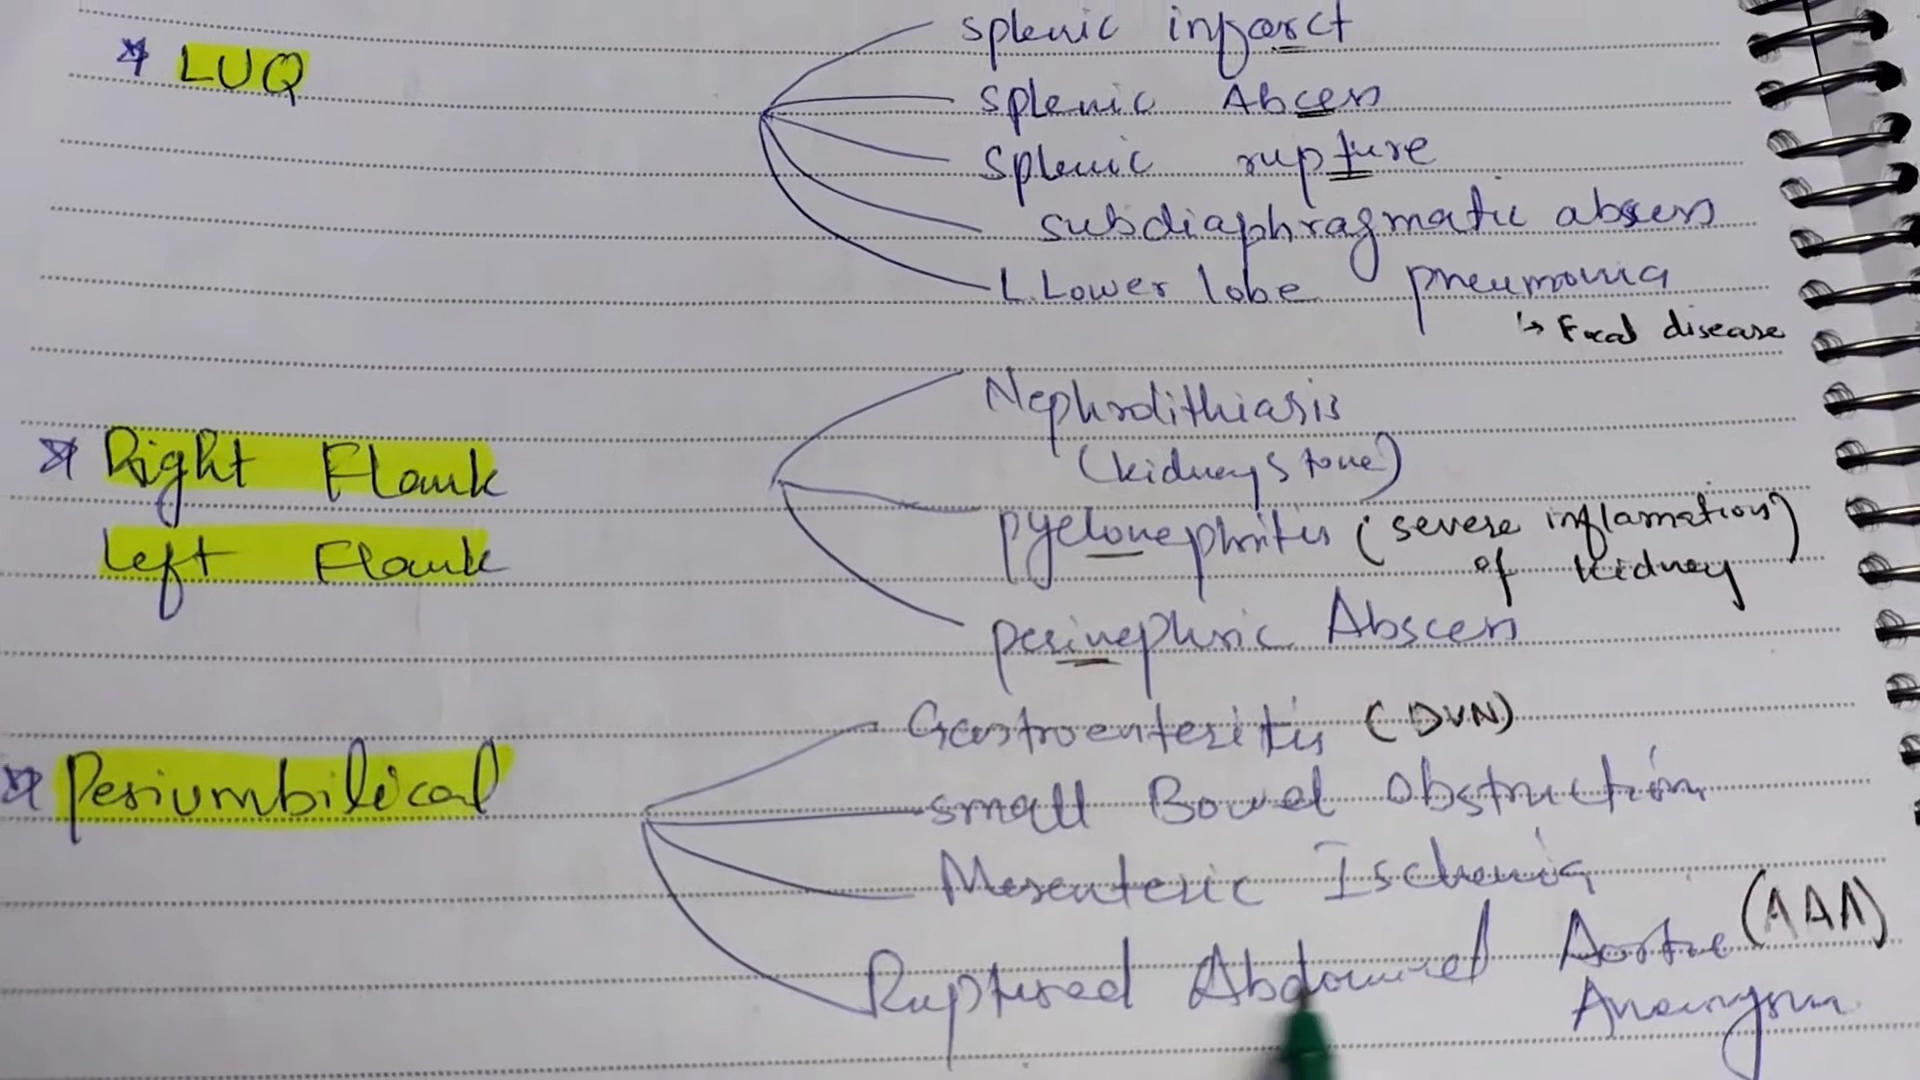 * LUQ
splenic infarct
splenic Abcess
splenic rupture
subdiaphragmatic abscess
L.Lower lobe pneumonia
↳ Focal disease
* Right Flank
Left Flank
Nephrolithiasis
(kidney stone)
pyelonephritis (severe inflamation)
of kidney
perinephric Abscess
* Periumbilical
Gastroenteritis (DVN)
small Bowel Obstruction
Mesenteric Ischemia
Ruptured Abdominal Aortic (AAA)
Aneurysm